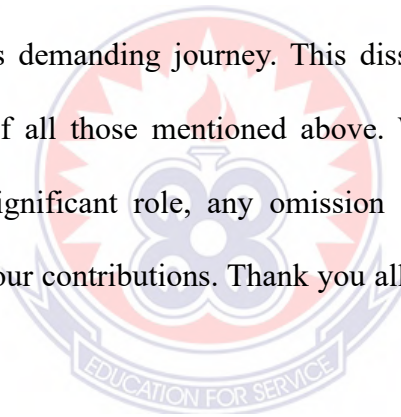 s demanding journey. This diss
f all those mentioned above.
ignificant role, any omission
our contributions. Thank you all
EDUCATION FOR SERVICE